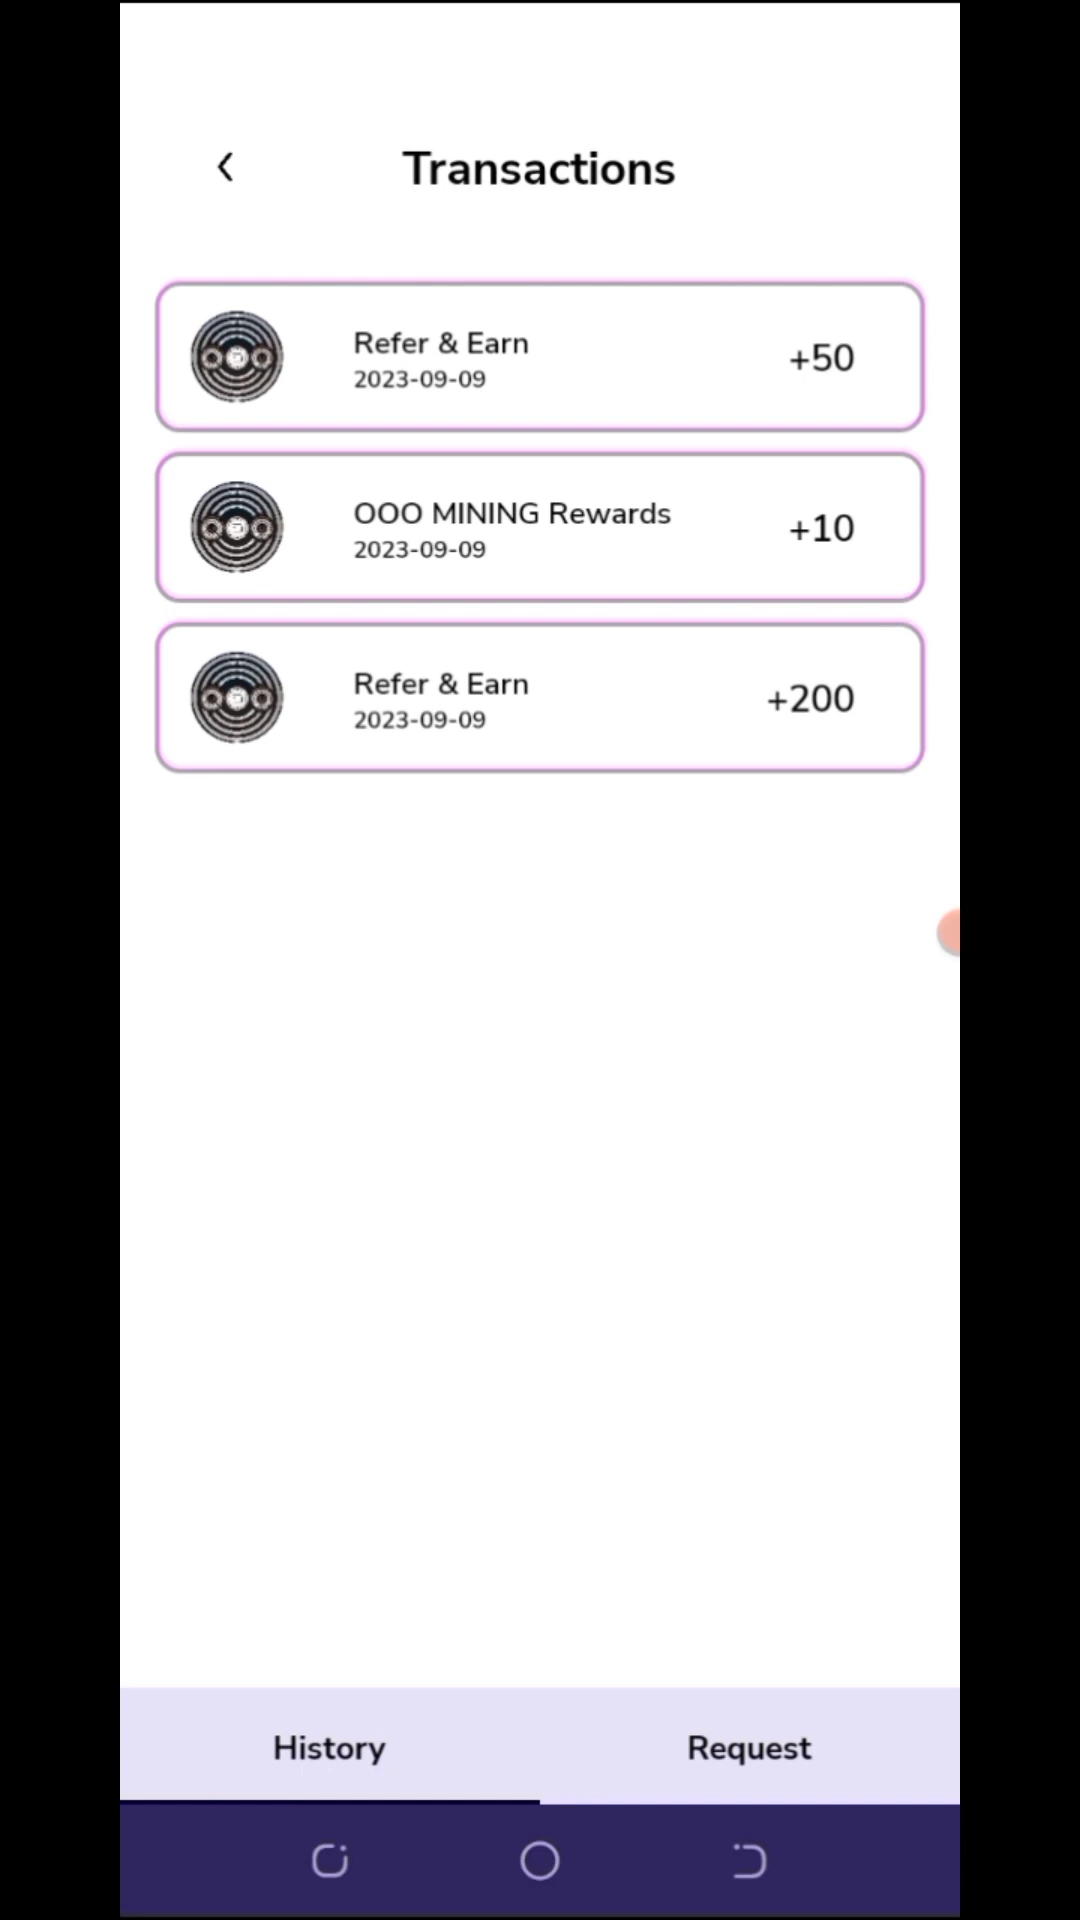 Transactions
Refer & Earn
2023-09-09
+50
OOO MINING Rewards
2023-09-09
+10
Refer & Earn
2023-09-09
+200
History
Request